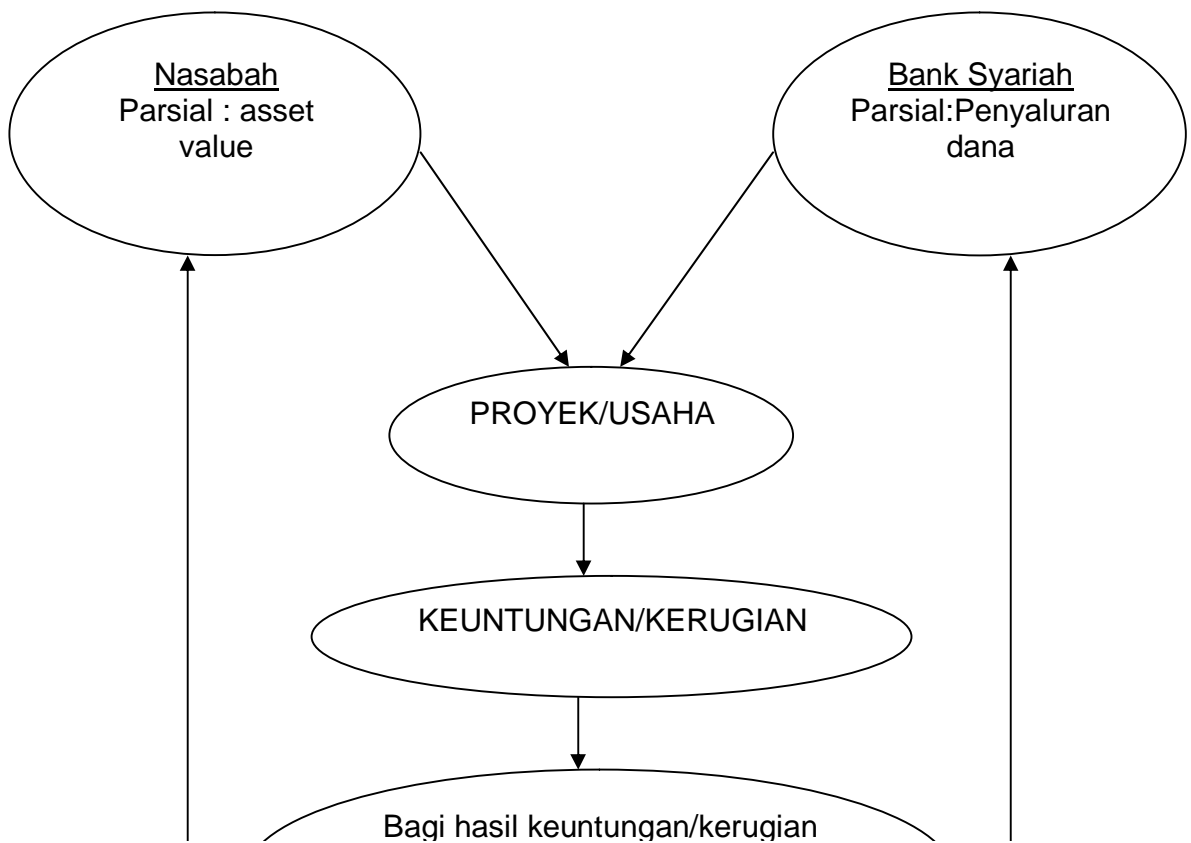 Nasabah
Parsial : asset
value
Bank Syariah
Parsial:Penyaluran
dana
PROYEK/USAHA
KEUNTUNGAN/KERUGIAN
Bagi hasil keuntungan/kerugian